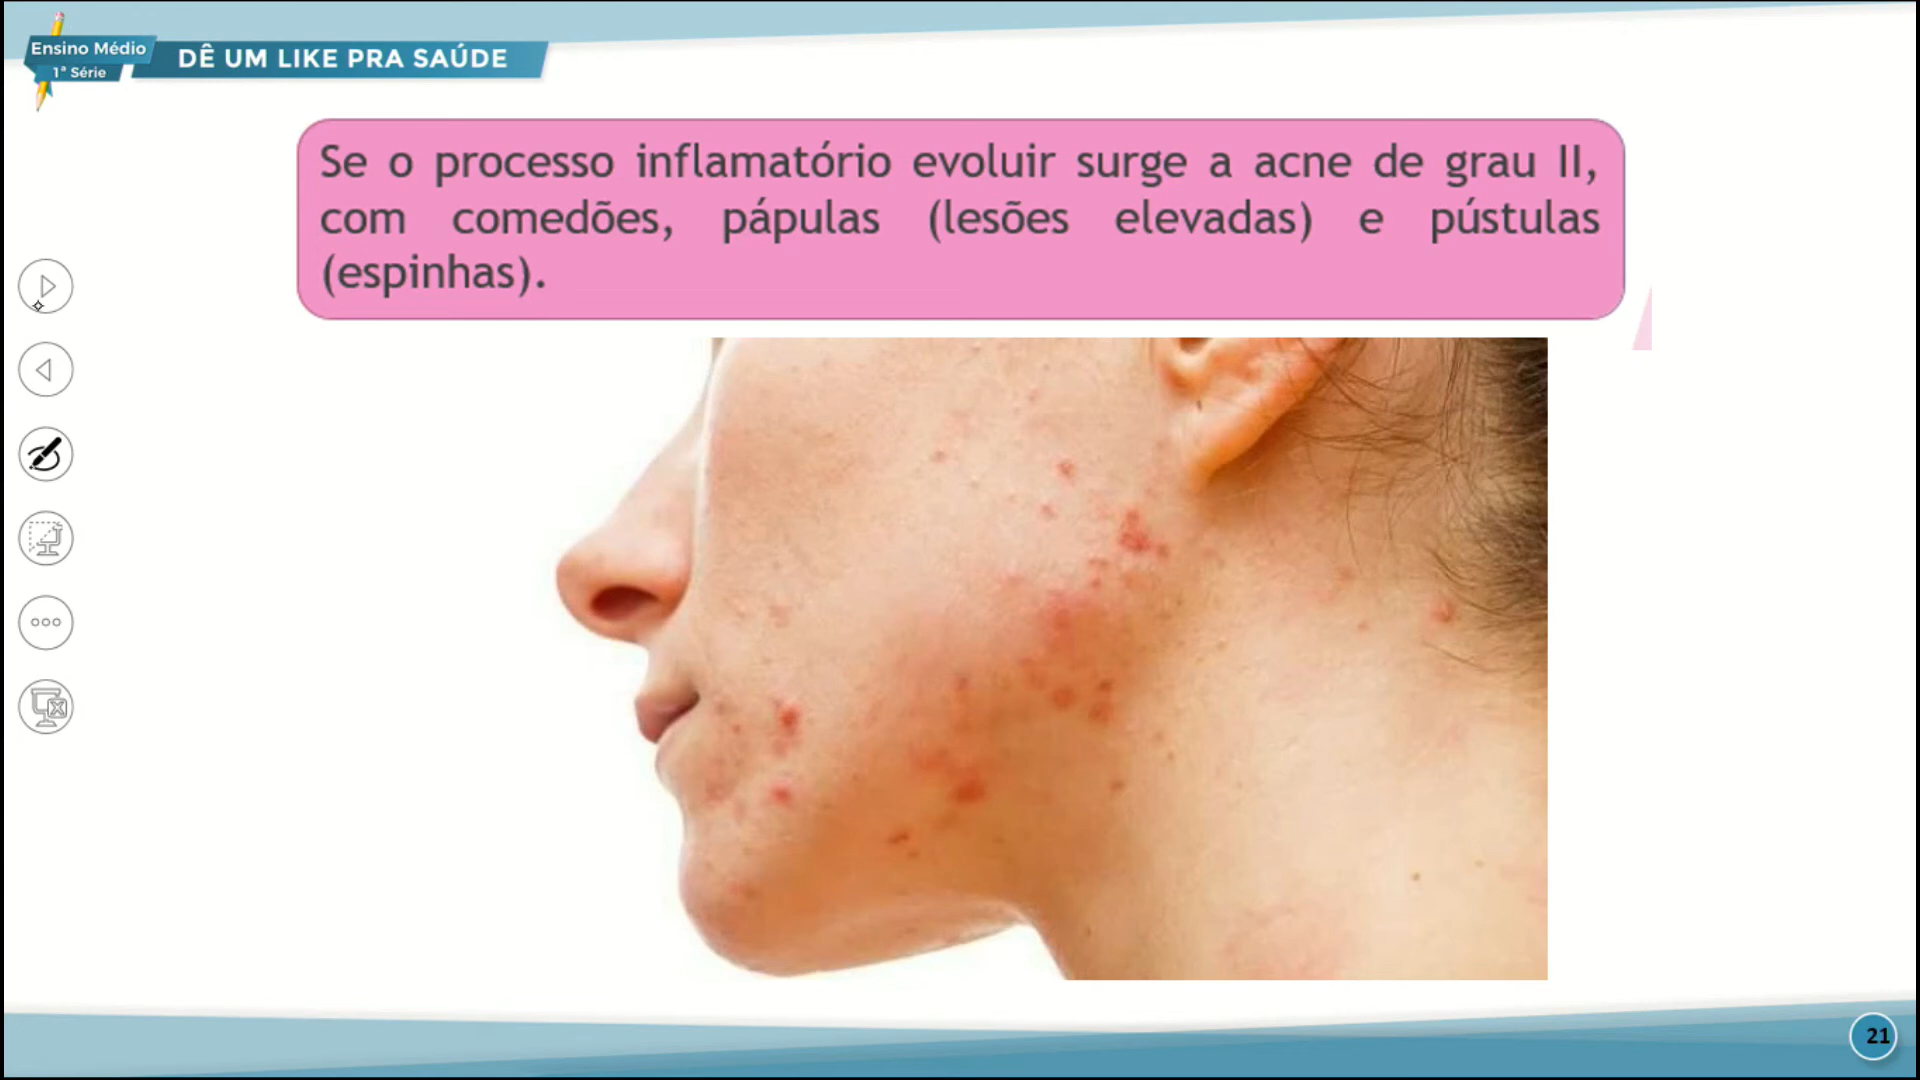 Ensino Médio
1ª Série
DÊ UM LIKE PRA SAÚDE
Se o processo inflamatório evoluir surge a acne de grau II,
com comedões, pápulas (lesões elevadas) e pústulas
(espinhas).
21